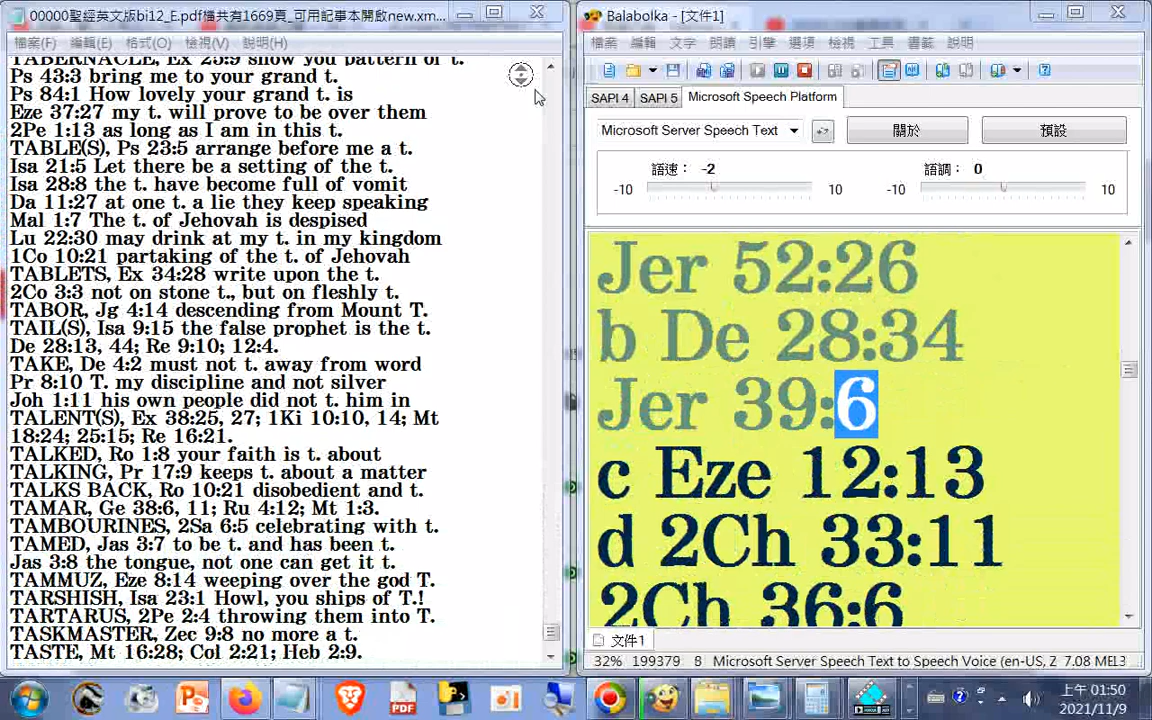 00000聖經英文版bi12_E.pdf檔共有1669頁_可用記事本開啟new.xm...
檔案(F) 編輯(E) 格式(O) 檢視(V) 說明(H)
TABERNACLE, Ex 25:9 show you pattern of t.
Ps 43:3 bring me to your grand t.
Ps 84:1 How lovely your grand t. is
Eze 37:27 my t. will prove to be over them
2Pe 1:13 as long as I am in this t.
TABLE(S), Ps 23:5 arrange before me a t.
Isa 21:5 Let there be a setting of the t.
Isa 28:8 the t. have become full of vomit
Da 11:27 at one t. a lie they keep speaking
Mal 1:7 The t. of Jehovah is despised
Lu 22:30 may drink at my t. in my kingdom
1Co 10:21 partaking of the t. of Jehovah
TABLETS, Ex 34:28 write upon the t.
2Co 3:3 not on stone t., but on fleshly t.
TABOR, Jg 4:14 descending from Mount T.
TAIL(S), Isa 9:15 the false prophet is the t.
De 28:13, 44; Re 9:10; 12:4.
TAKE, De 4:2 must not t. away from word
Pr 8:10 T. my discipline and not silver
Joh 1:11 his own people did not t. him in
TALENT(S), Ex 38:25, 27; 1Ki 10:10, 14; Mt
18:24; 25:15; Re 16:21.
TALKED, Ro 1:8 your faith is t. about
TALKING, Pr 17:9 keeps t. about a matter
TALKS BACK, Ro 10:21 disobedient and t.
TAMAR, Ge 38:6, 11; Ru 4:12; Mt 1:3.
TAMBOURINES, 2Sa 6:5 celebrating with t.
TAMED, Jas 3:7 to be t. and has been t.
Jas 3:8 the tongue, not one can get it t.
TAMMUZ, Eze 8:14 weeping over the god T.
TARSHISH, Isa 23:1 Howl, you ships of T.!
TARTARUS, 2Pe 2:4 throwing them into T.
TASKMASTER, Zec 9:8 no more a t.
TASTE, Mt 16:28; Col 2:21; Heb 2:9.
Balabolka - [文件1]
檔案 編輯 文字 朗讀 引擎 選項 檢視 工具 書籤 說明
SAPI 4 SAPI 5 Microsoft Speech Platform
Microsoft Server Speech Text 關於 預設
語速： -2 語調： 0
-10 10 -10 10
Jer 52:26
b De 28:34
Jer 39:6
c Eze 12:13
d 2Ch 33:11
2Ch 36:6
文件1
32% 199379 8 Microsoft Server Speech Text to Speech Voice (en-US, Z 7.08 МЕ13
PDF
上午 01:50
2021/11/9